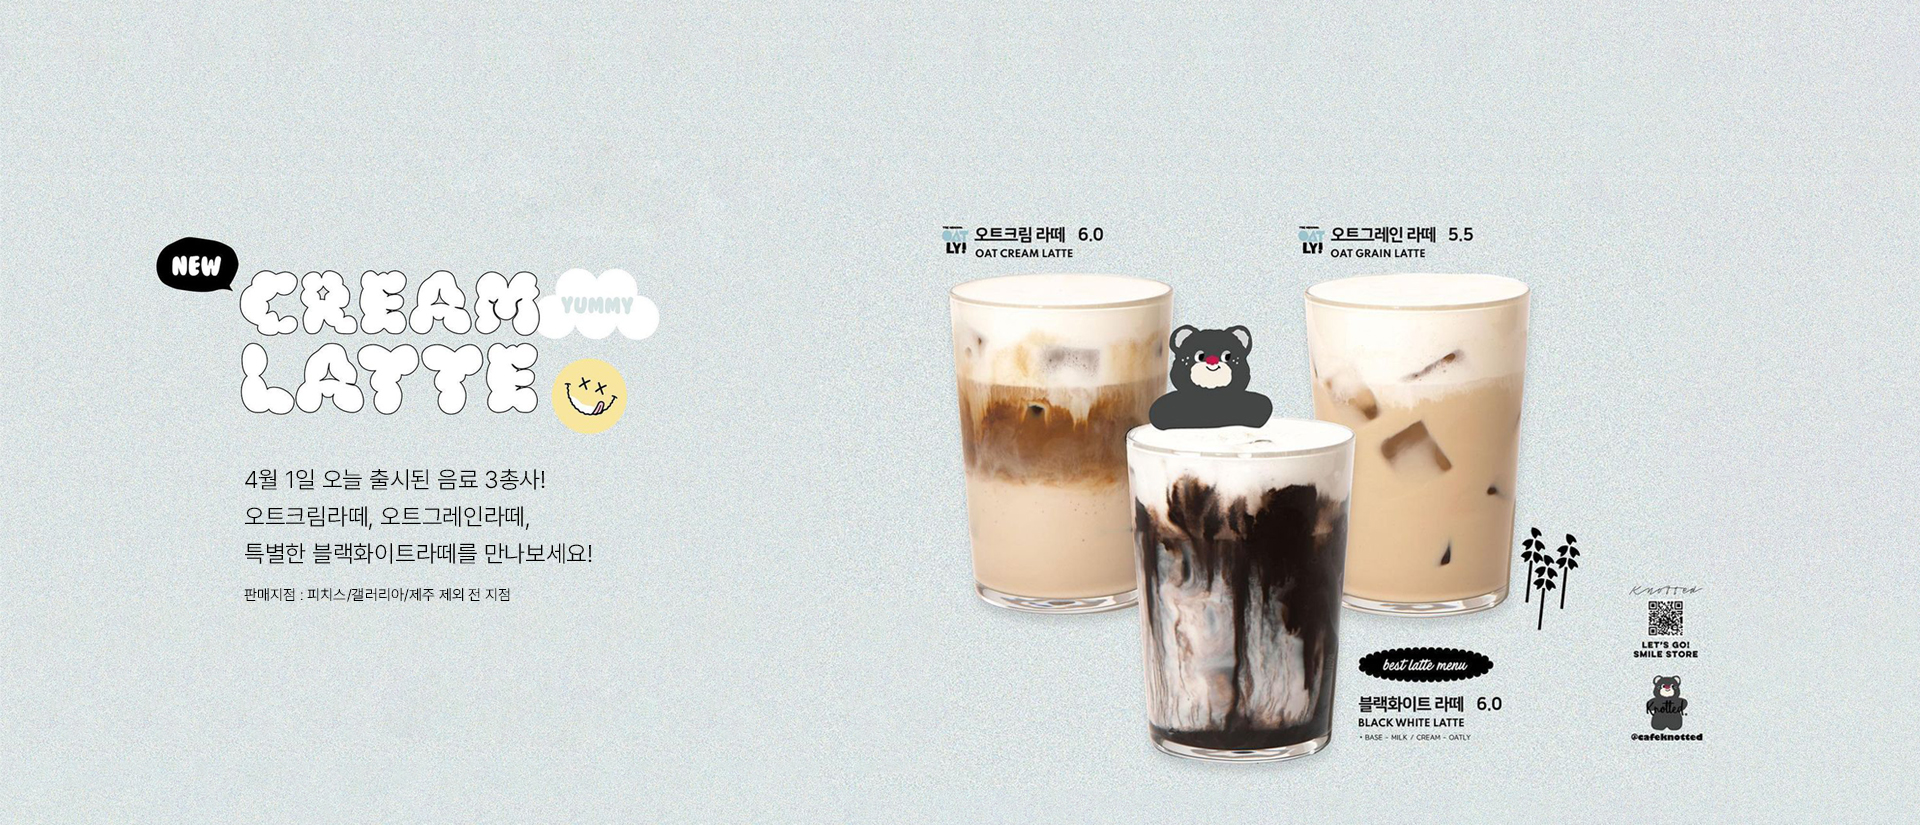 NEW
CREAM
YUMMY
LATTE
4월 1일 오늘 출시된 음료 3총사!
오트크림라떼, 오트그레인라떼,
특별한 블랙화이트라떼를 만나보세요!
판매지점 : 피치스/갤러리아/제주 제외 전 지점
OATLY!
오트크림 라떼 6.0
OAT CREAM LATTE
OATLY!
오트그레인 라떼 5.5
OAT GRAIN LATTE
best latte menu
블랙화이트 라떼 6.0
BLACK WHITE LATTE
• BASE - MILK / CREAM - OATLY
Knotted
LET'S GO!
SMILE STORE
Knotted.
@cafeknotted